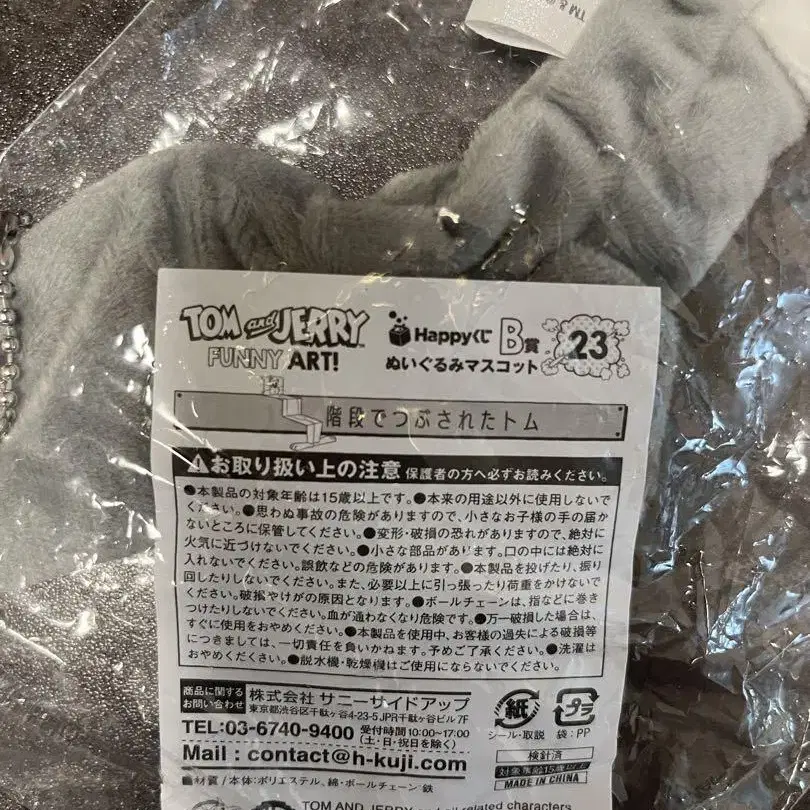 TM & ©
TOM and JERRY
FUNNY ART!
Happyくじ B賞 23
ぬいぐるみマスコット
階段でつぶされたトム
⚠お取り扱い上の注意 保護者の方へ必ずお読みください。
●本製品の対象年齢は15歳以上です。●本来の用途以外に使用しないで
ください。●思わぬ事故の危険がありますので、小さなお子様の手の届か
ないところに保管してください。●変形・破損の恐れがありますので、絶対に
火気に近づけないでください。●小さな部品があります。口の中には絶対に
入れないでください。誤飲などの危険があります。●本製品を投げたり、振り
回したりしないでください。また、必要以上に引っ張ったり荷重をかけないで
ください。破損やけがの原因となります。●ボールチェーンは、指などに巻き
つけたりしないでください。血が通わなくなり危険です。●万一破損した場合は、
すぐに使用をおやめください。●本製品を使用中、お客様の過失による破損等
につきましては、一切責任を負いかねます。予めご了承ください。●洗濯は
おやめください。●脱水機・乾燥機はご使用にならないでください。
商品に関する
お問い合わせ
株式会社 サニーサイドアップ
東京都渋谷区千駄ヶ谷4-23-5 JPR千駄ヶ谷ビル7F
TEL:03-6740-9400 受付時間10:00~17:00
(土・日・祝日を除く)
Mail : contact@h-kuji.com
紙
シール・取説
プラ
袋:PP
検針済
対象年齢15歳以上
MADE IN CHINA
■材質/本体:ポリエステル、綿・ボールチェーン:鉄
TOM AND JERRY and all related characters